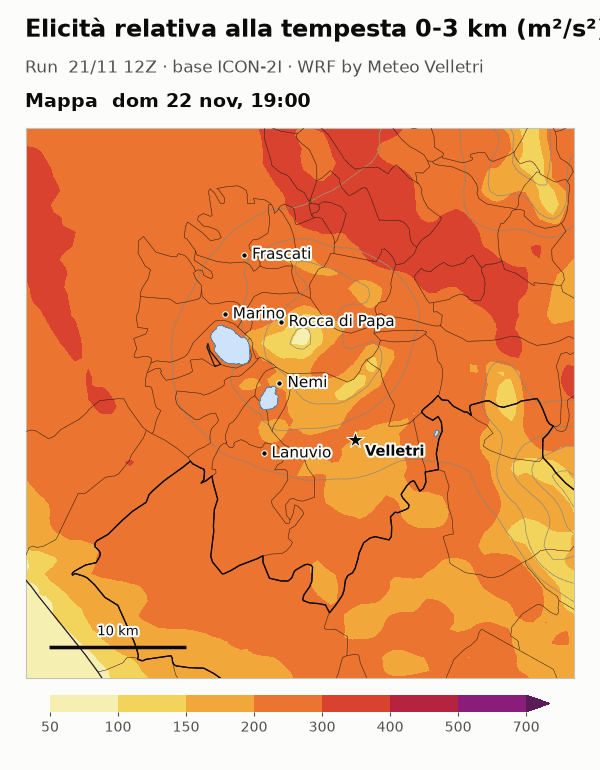 Elicità relativa alla tempesta 0-3 km (m²/s²)
Run 21/11 12Z · base ICON-2I · WRF by Meteo Velletri
Mappa dom 22 nov, 19:00
Frascati
Marino
Rocca di Papa
Nemi
Velletri
Lanuvio
10 km
50 100 150 200 300 400 500 700